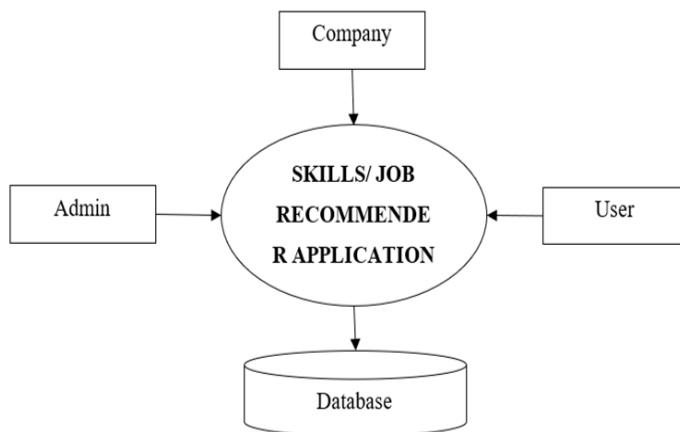 Company
SKILLS/ JOB
Admin
RECOMMENDE
User
R APPLICATION
Database